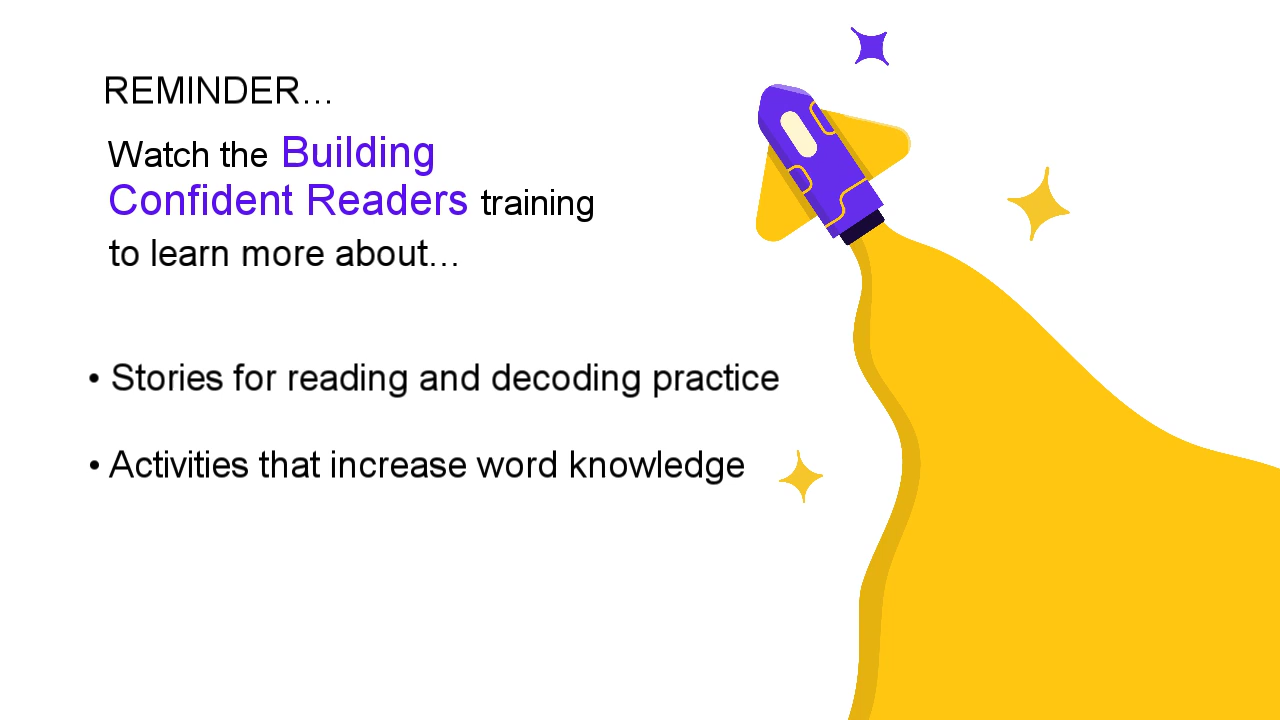 REMINDER...
Watch the Building
Confident Readers training
to learn more about...
• Stories for reading and decoding practice
• Activities that increase word knowledge